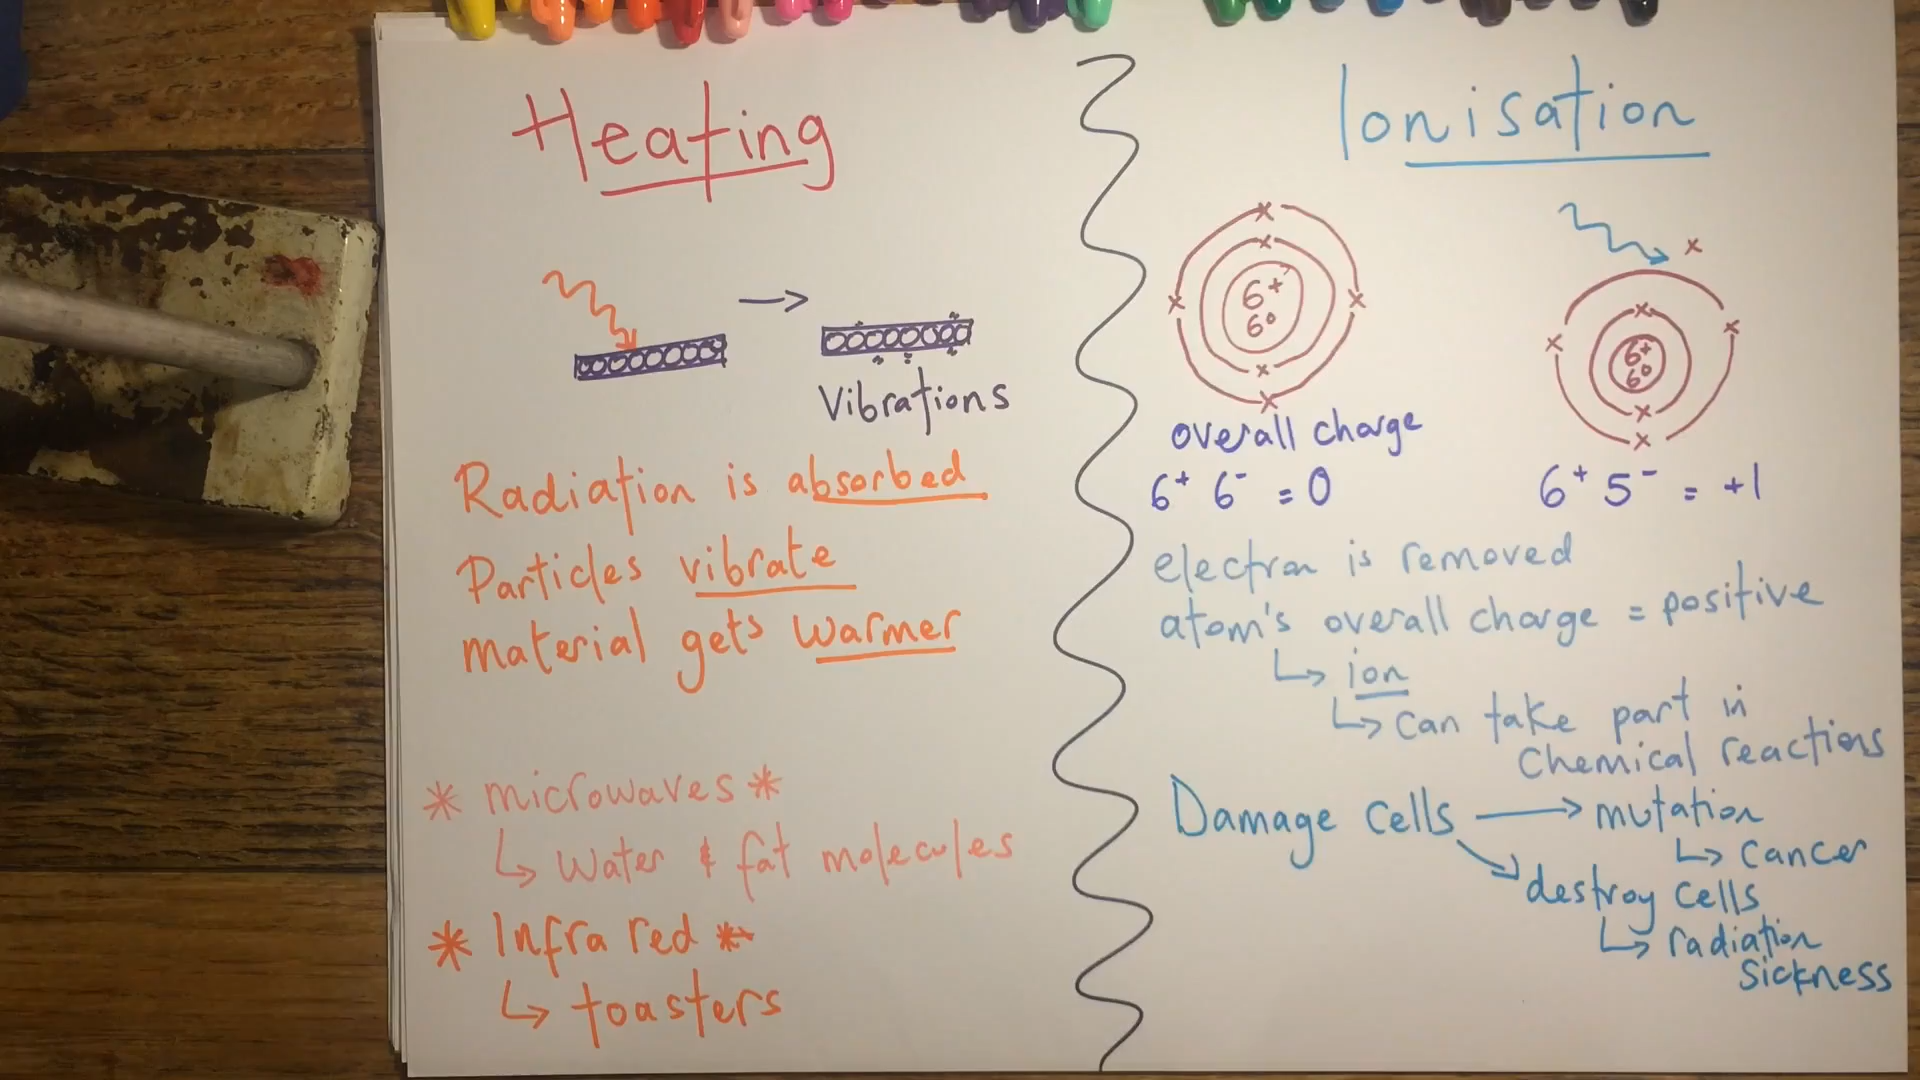 Heating
Vibrations
Radiation is absorbed
Particles vibrate
material gets warmer
* microwaves *
↳ Water & fat molecules
* Infra red *
↳ toasters
Ionisation
6+
6o
6+
6o
overall charge
6+ 6- = 0
6+ 5- = +1
electron is removed
atom's overall charge = positive
↳ ion
↳ can take part in
Chemical reactions
Damage cells → mutation
↳ cancer
destroy cells
↳ radiation
Sickness